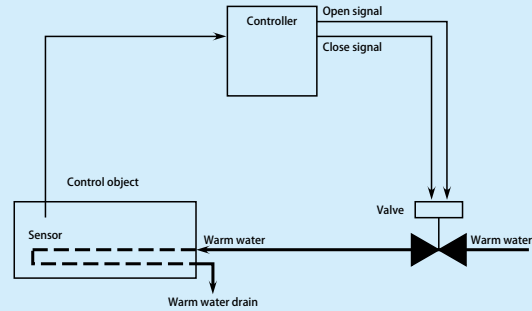 Controller
Open signal
Close signal
Control object
Sensor
Valve
Warm water
Warm water
Warm water drain